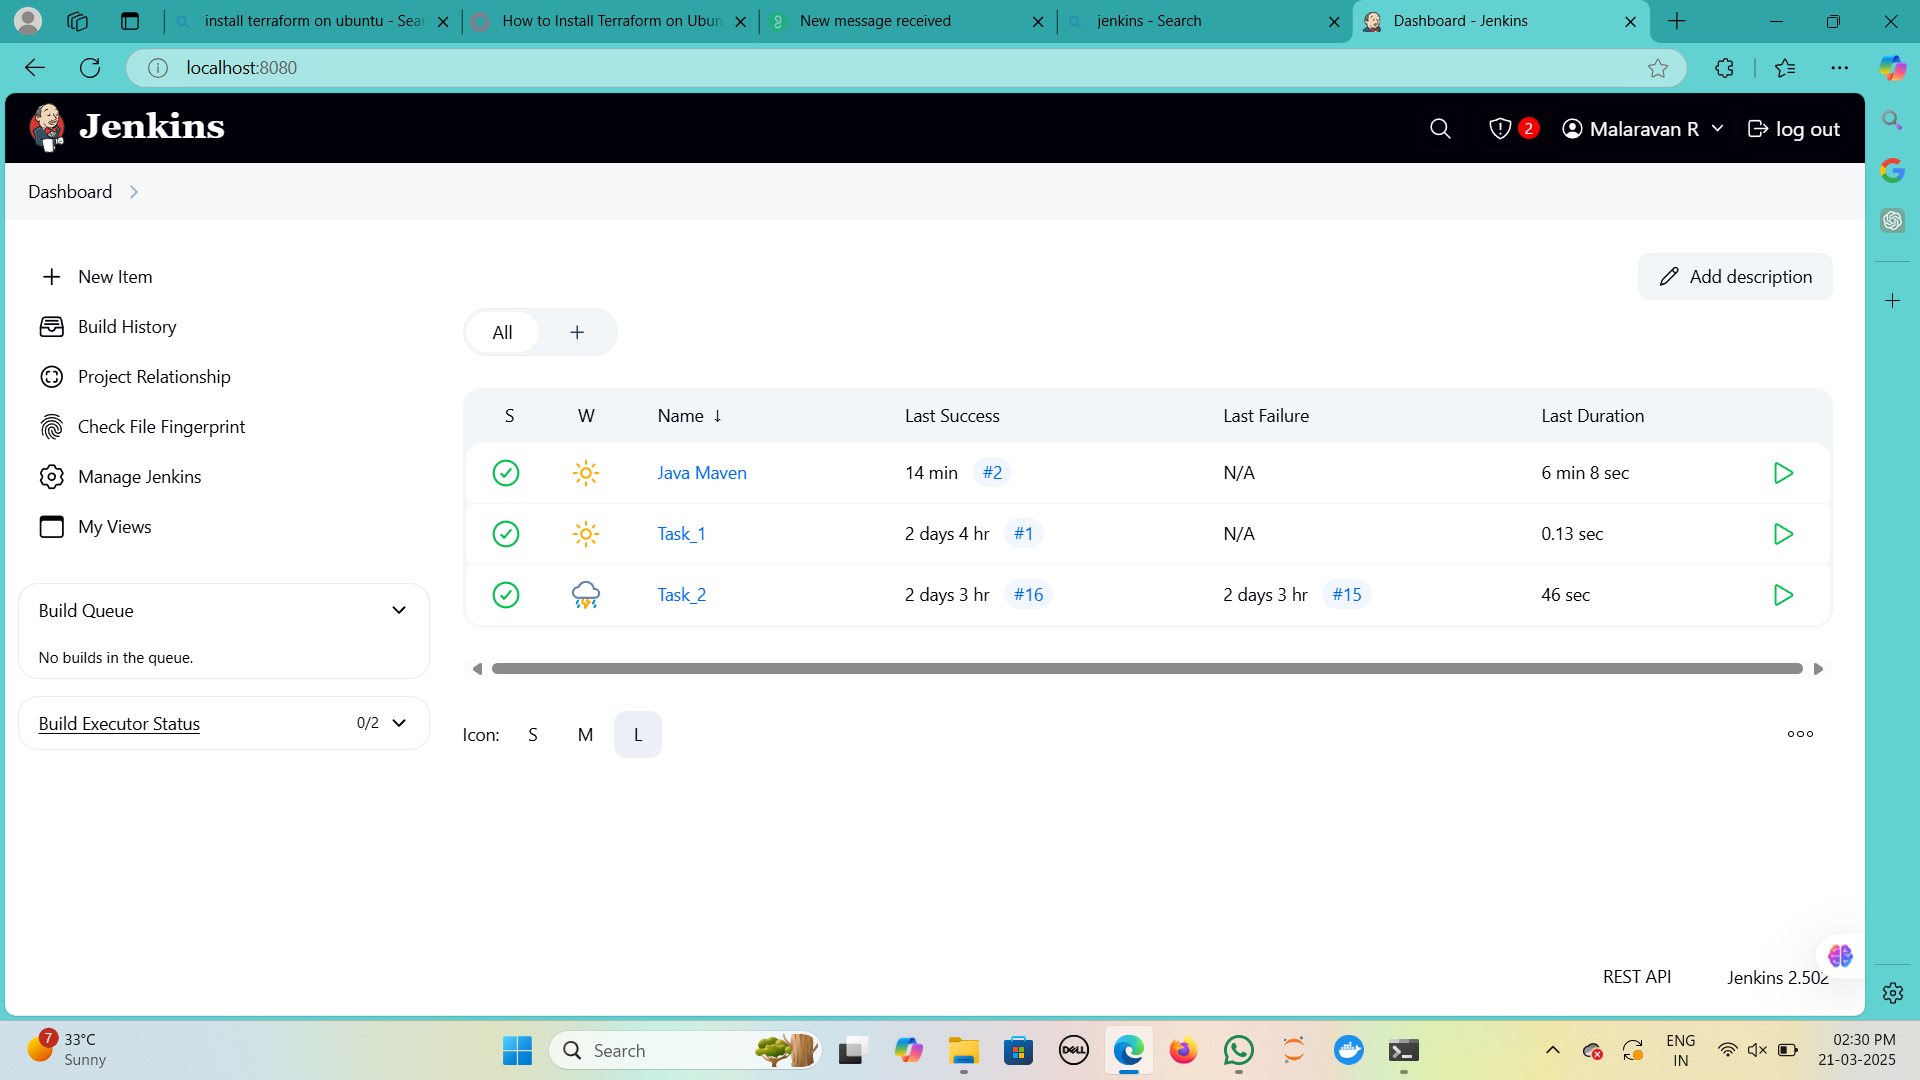 install terraform on ubuntu - Sear
How to Install Terraform on Ubun
New message received
jenkins - Search
Dashboard - Jenkins
localhost:8080
Jenkins
2
Malaravan R
log out
Dashboard
New Item
Build History
Project Relationship
Check File Fingerprint
Manage Jenkins
My Views
Build Queue
No builds in the queue.
Build Executor Status 0/2
Add description
All +
S W Name ↓ Last Success Last Failure Last Duration
Java Maven 14 min #2 N/A 6 min 8 sec
Task_1 2 days 4 hr #1 N/A 0.13 sec
Task_2 2 days 3 hr #16 2 days 3 hr #15 46 sec
Icon: S M L
REST API Jenkins 2.502
7
33°C
Sunny
Search
DELL
ENG
IN
02:30 PM
21-03-2025